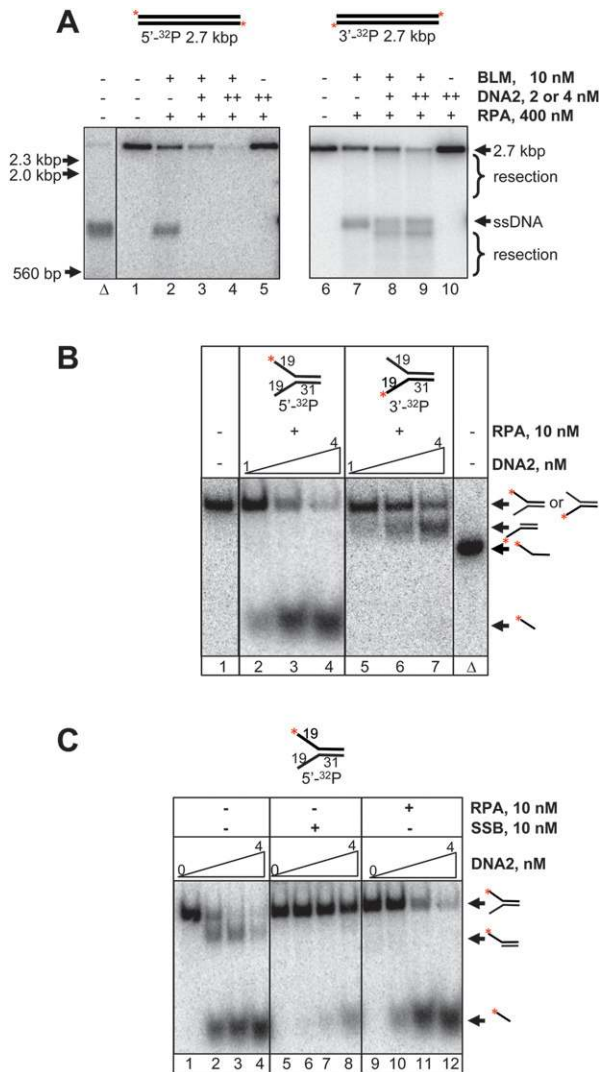 A
* * * *
5'-³²P 2.7 kbp 3'-³²P 2.7 kbp
- - + + + - - + + + - BLM, 10 nM
- - - + ++ ++ - - + ++ ++ DNA2, 2 or 4 nM
- - + + + + - + + + + RPA, 400 nM
2.3 kbp
2.0 kbp
560 bp
2.7 kbp
resection
ssDNA
resection
Δ 1 2 3 4 5 6 7 8 9 10
B
* 19 19
19 31 19 31
5'-³²P * 3'-³²P
- + + - RPA, 10 nM
- 1 4 1 4 - DNA2, nM
* or *
*
*
*
1 2 3 4 5 6 7 Δ
C
* 19
19 31
5'-³²P
- - + RPA, 10 nM
- + - SSB, 10 nM
0 4 0 4 0 4 DNA2, nM
*
*
*
1 2 3 4 5 6 7 8 9 10 11 12